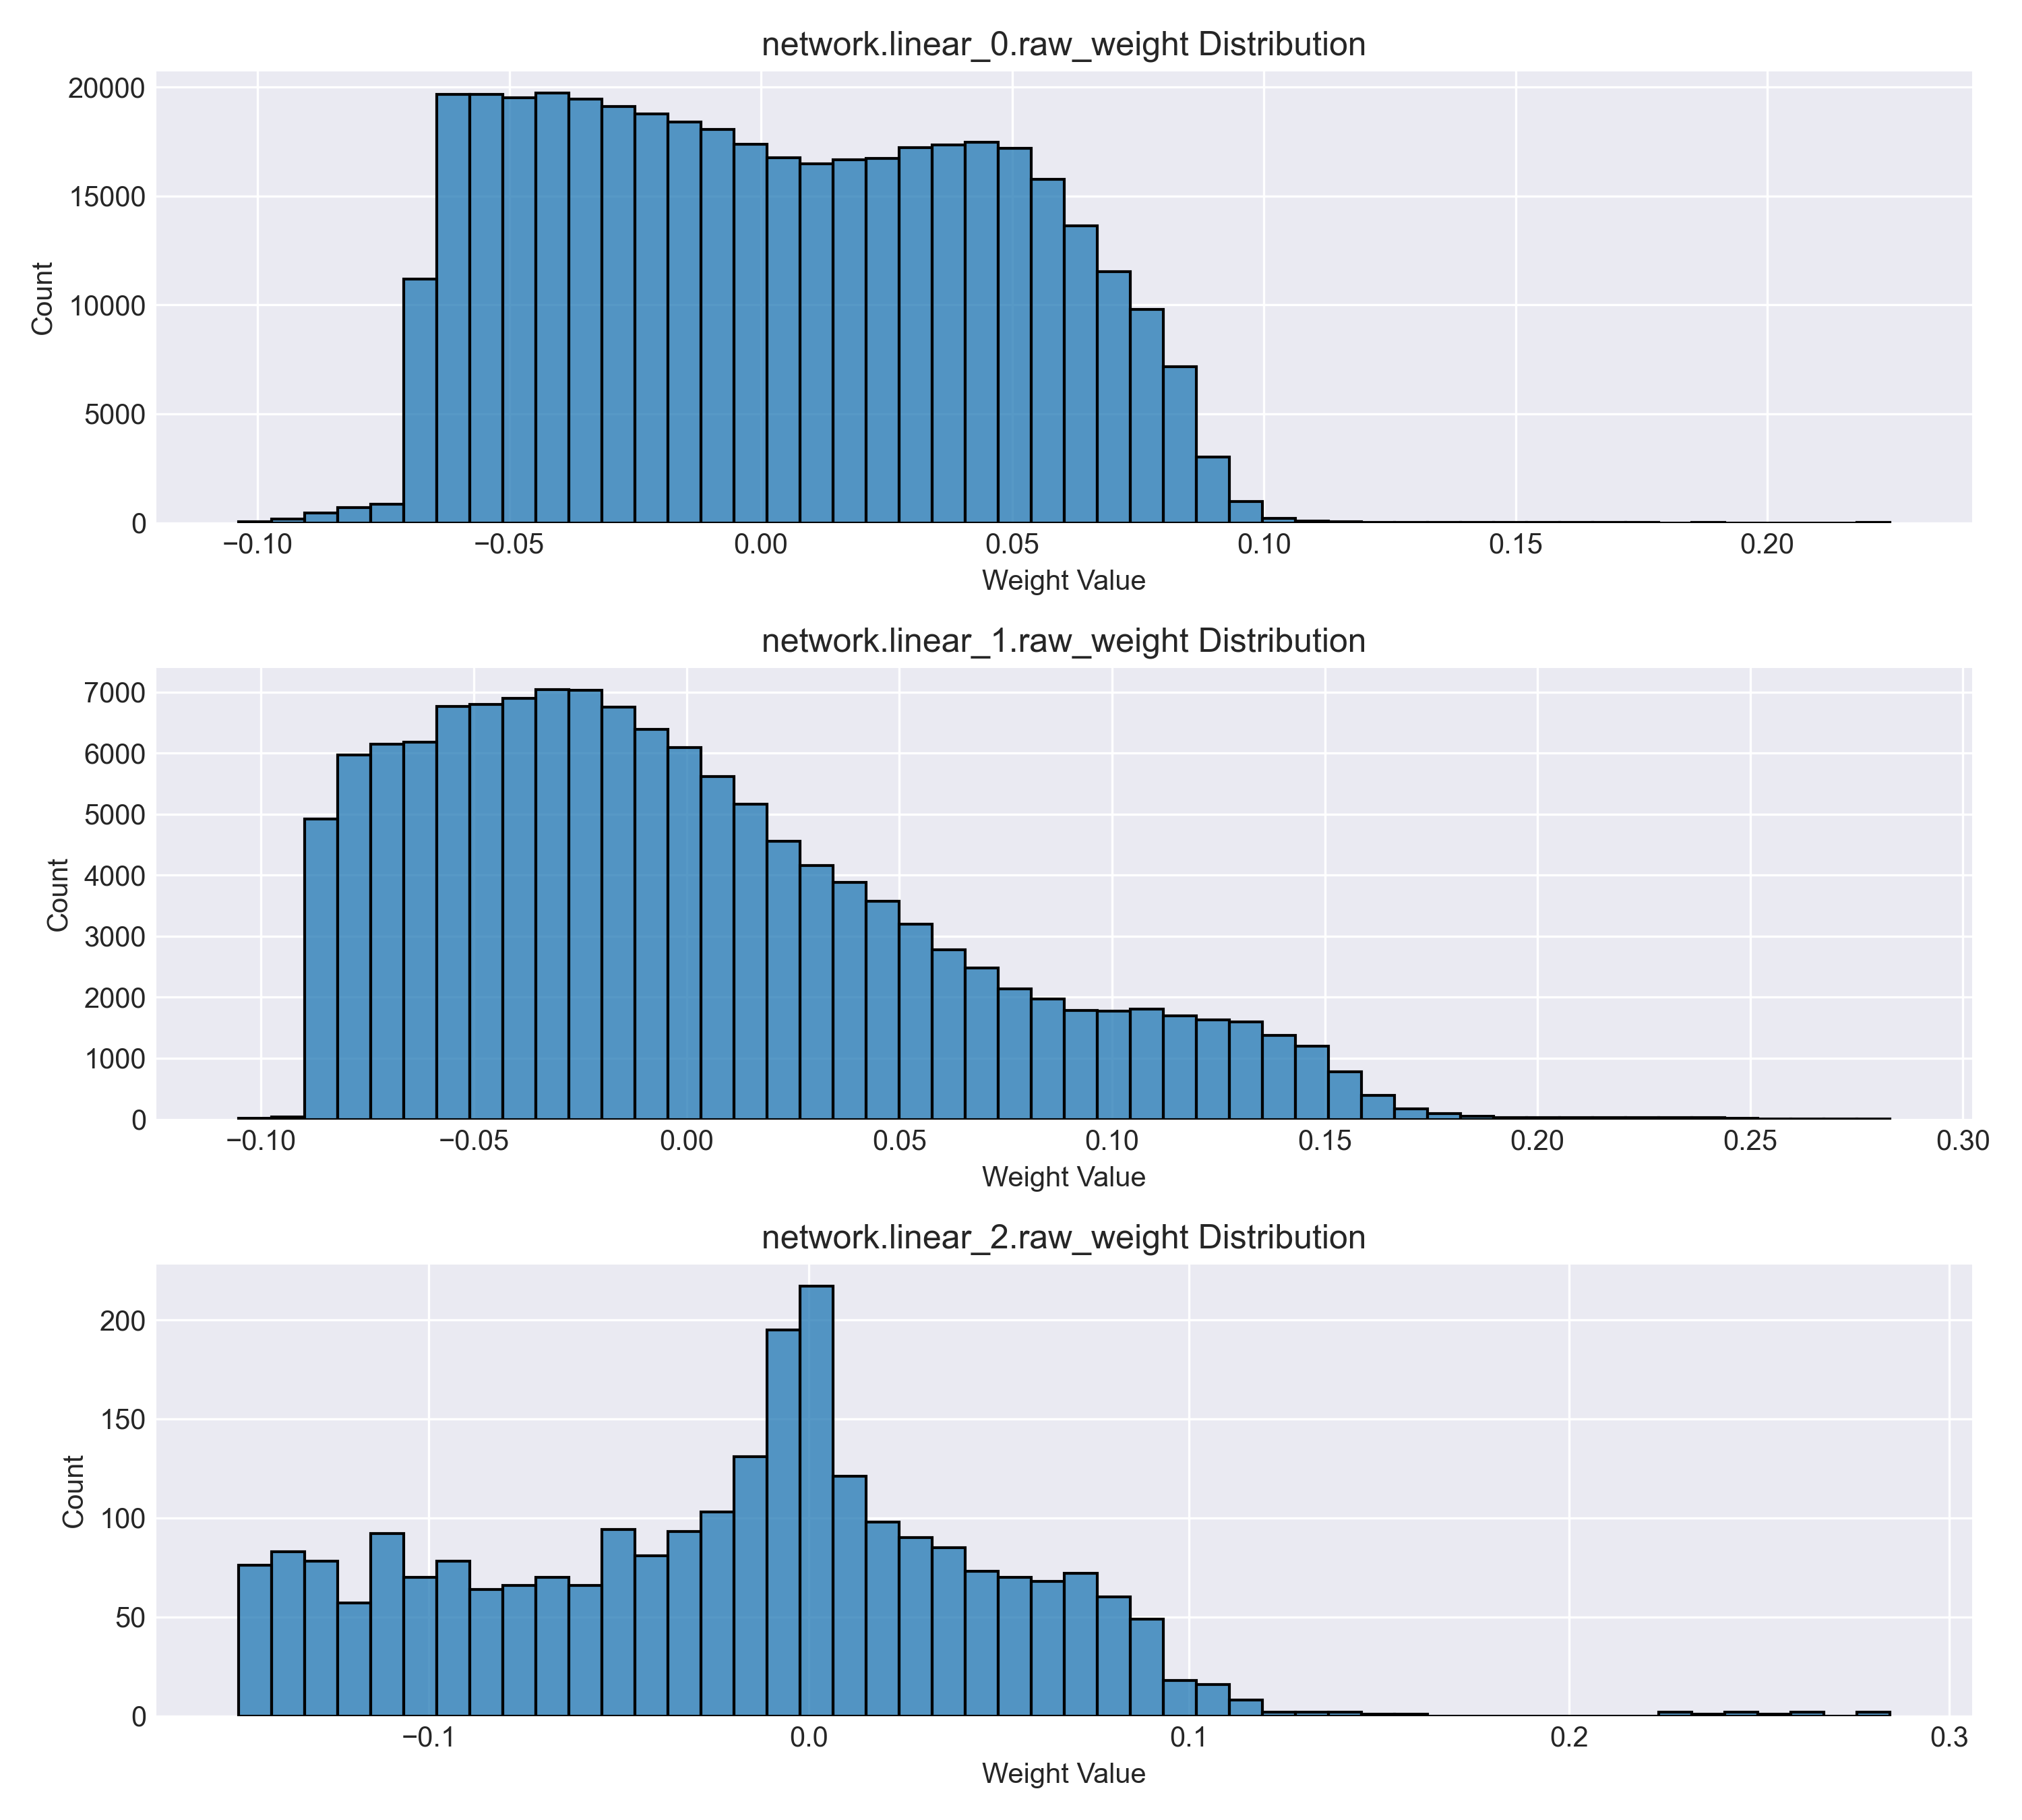 network.linear_0.raw_weight Distribution
20000
15000
10000
5000
0
Count
−0.10 −0.05 0.00 0.05 0.10 0.15 0.20
Weight Value
network.linear_1.raw_weight Distribution
7000
6000
5000
4000
3000
2000
1000
0
Count
−0.10 −0.05 0.00 0.05 0.10 0.15 0.20 0.25 0.30
Weight Value
network.linear_2.raw_weight Distribution
200
150
100
50
0
Count
−0.1 0.0 0.1 0.2 0.3
Weight Value